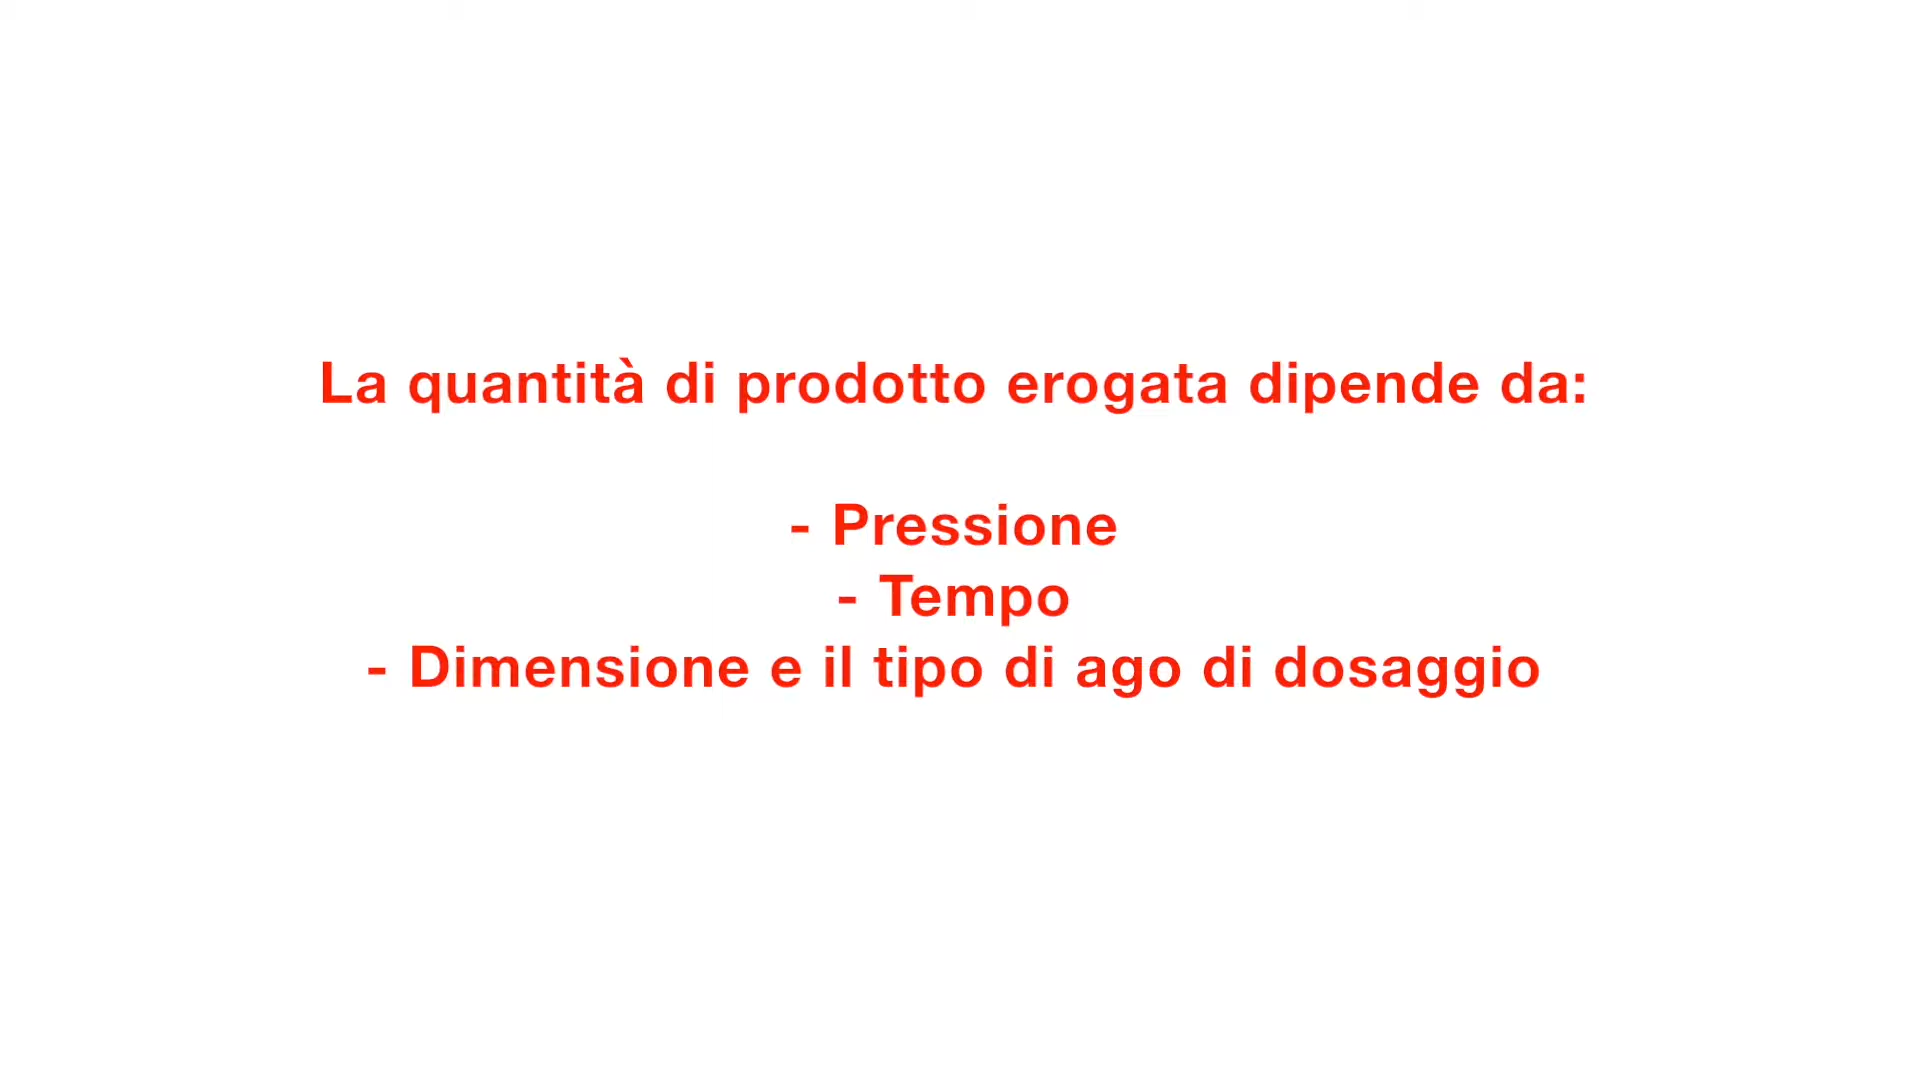 La quantità di prodotto erogata dipende da:
- Pressione
- Tempo
- Dimensione e il tipo di ago di dosaggio